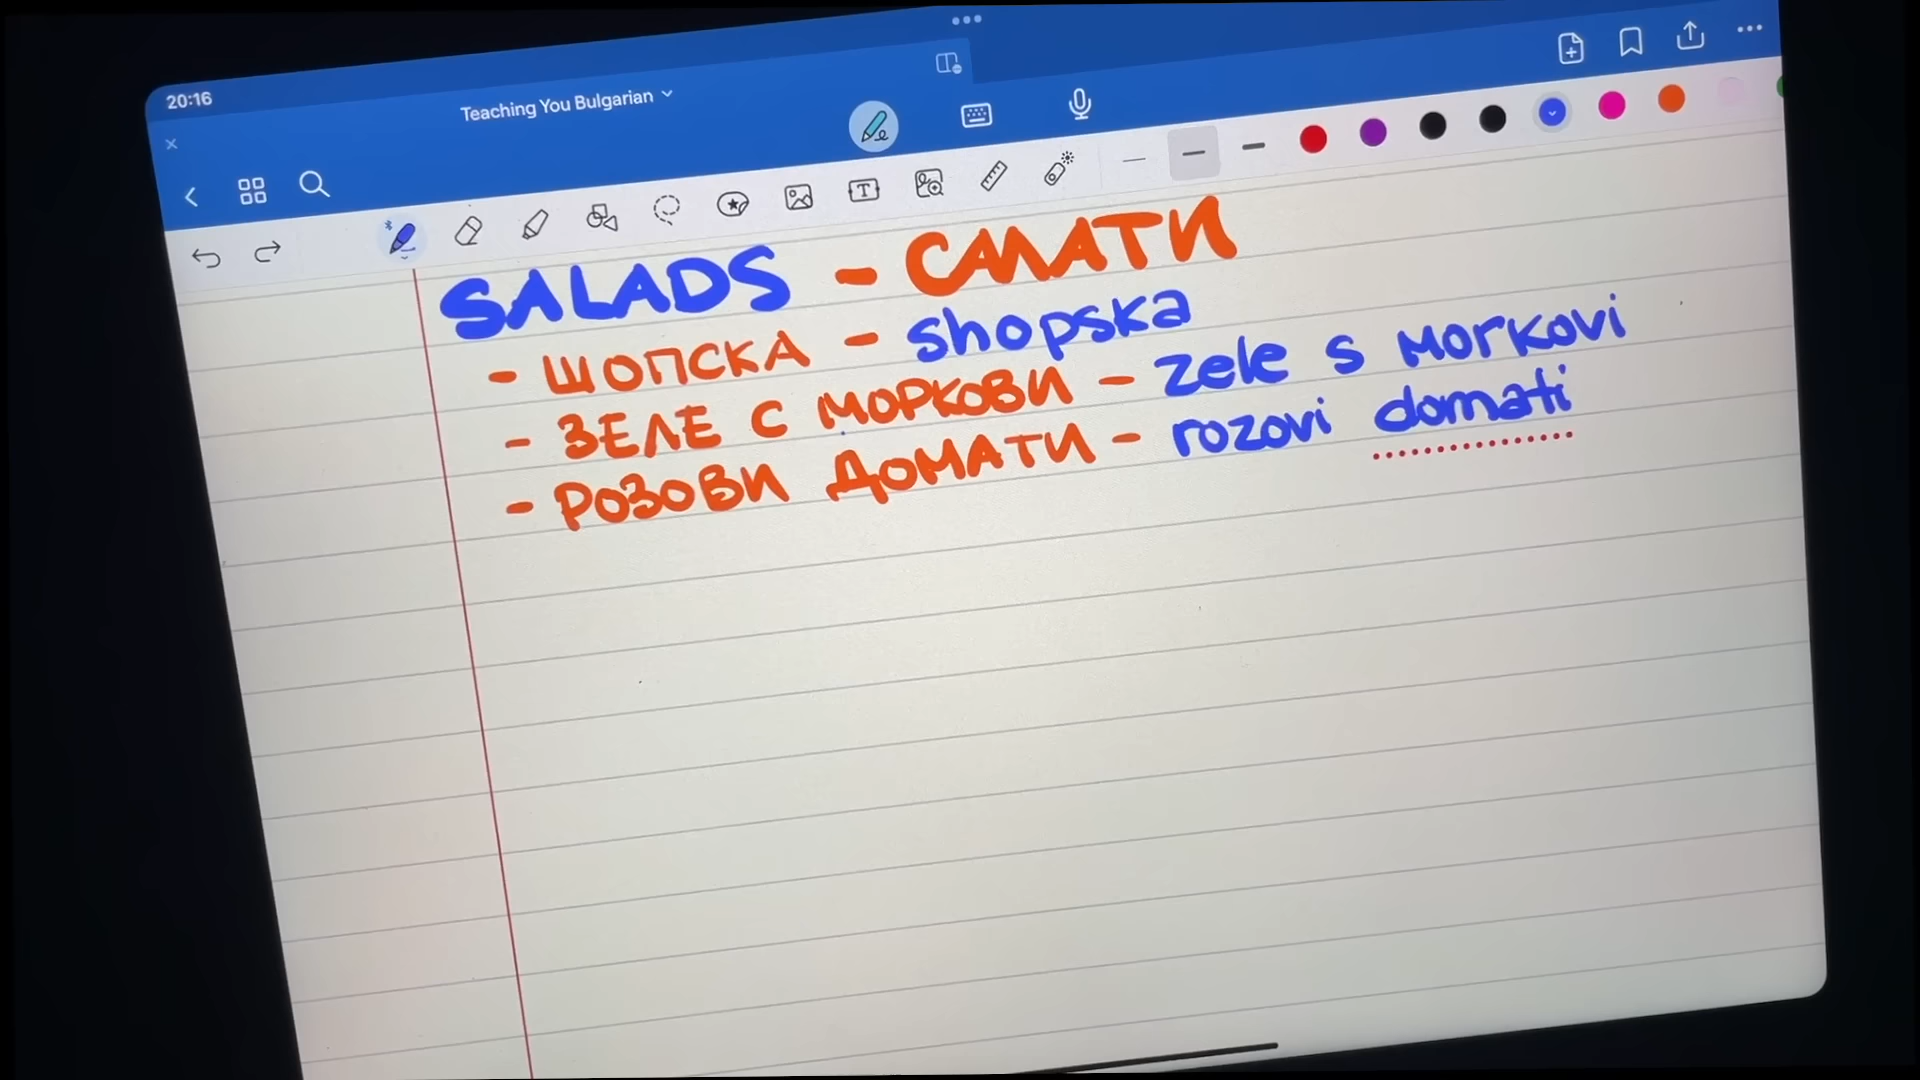 20:16
Teaching You Bulgarian
SALADS - САЛАТИ
- ШОПСКА - shopska
- ЗЕЛЕ С МОРКОВИ - zele s morkovi
- РОЗОВИ ДОМАТИ - rozovi domati